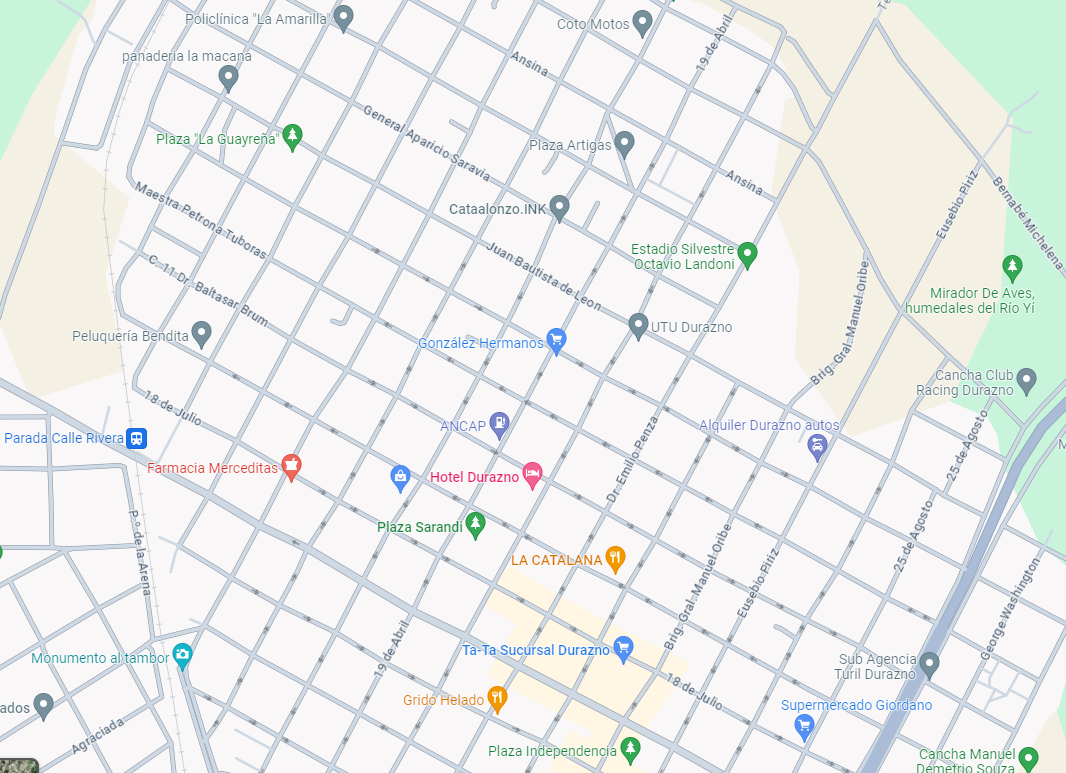 Policlínica "La Amarilla"
Coto Motos
19 de Abril
panaderia la macana
Ansina
General Aparicio Saravia
Plaza "La Guayreña"
Plaza Artigas
Ansina
Eusebio Piriz
Bernabé Michelena
Maestra Petrona Tuboras
Cataalonzo.INK
Juan Bautista de Leon
Estadio Silvestre
Octavio Landoni
C. 11 Dr. Baltasar Brum
Mirador De Aves,
humedales del Río Yí
Brig. Gral. Manuel Oribe
Peluquería Bendita
González Hermanos
UTU Durazno
Cancha Club
Racing Durazno
18 de Julio
Parada Calle Rivera
ANCAP
Alquiler Durazno autos
25 de Agosto
Farmacia Merceditas
Hotel Durazno
Dr. Emilio Penza
Plaza Sarandi
25 de Agosto
P.º de la Arena
LA CATALANA
Brig. Gral. Manuel Oribe
Eusebio Piriz
George Washington
19 de Abril
Monumento al tambor
Ta-Ta Sucursal Durazno
Sub Agencia
Turil Durazno
18 de Julio
Gridó Helado
Supermercado Giordano
ados
Agraciada
Plaza Independencia
Cancha Manuel
Demetrio Souza